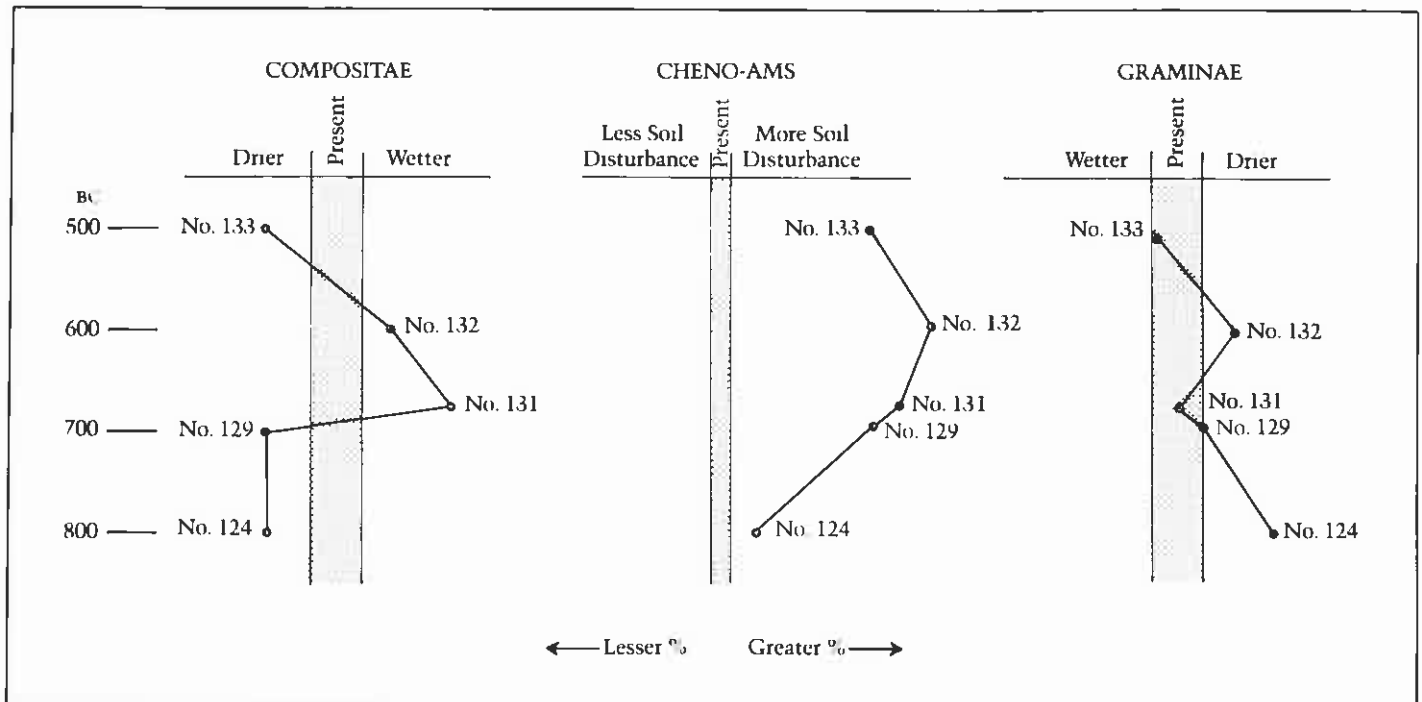 COMPOSITAE
Drier
Present
Wetter
BC
500
600
700
800
No. 133
No. 132
No. 131
No. 129
No. 124
CHENO-AMS
Less Soil
Disturbance
Present
More Soil
Disturbance
No. 133
No. 132
No. 131
No. 129
No. 124
GRAMINAE
Wetter
Present
Drier
No. 133
No. 132
No. 131
No. 129
No. 124
Lesser %
Greater %